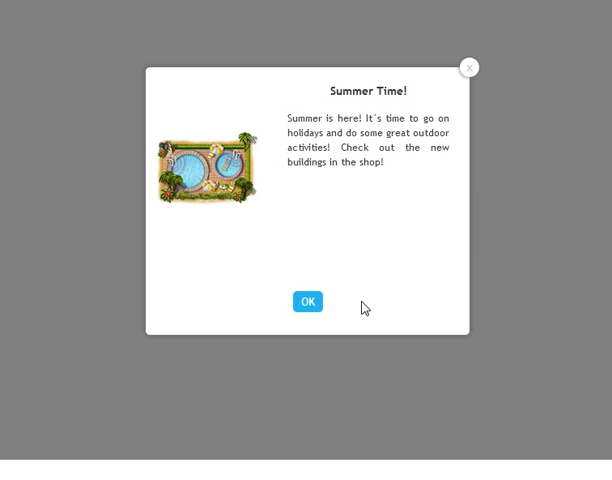 x
Summer Time!
Summer is here! It´s time to go on
holidays and do some great outdoor
activities! Check out the new
buildings in the shop!
OK